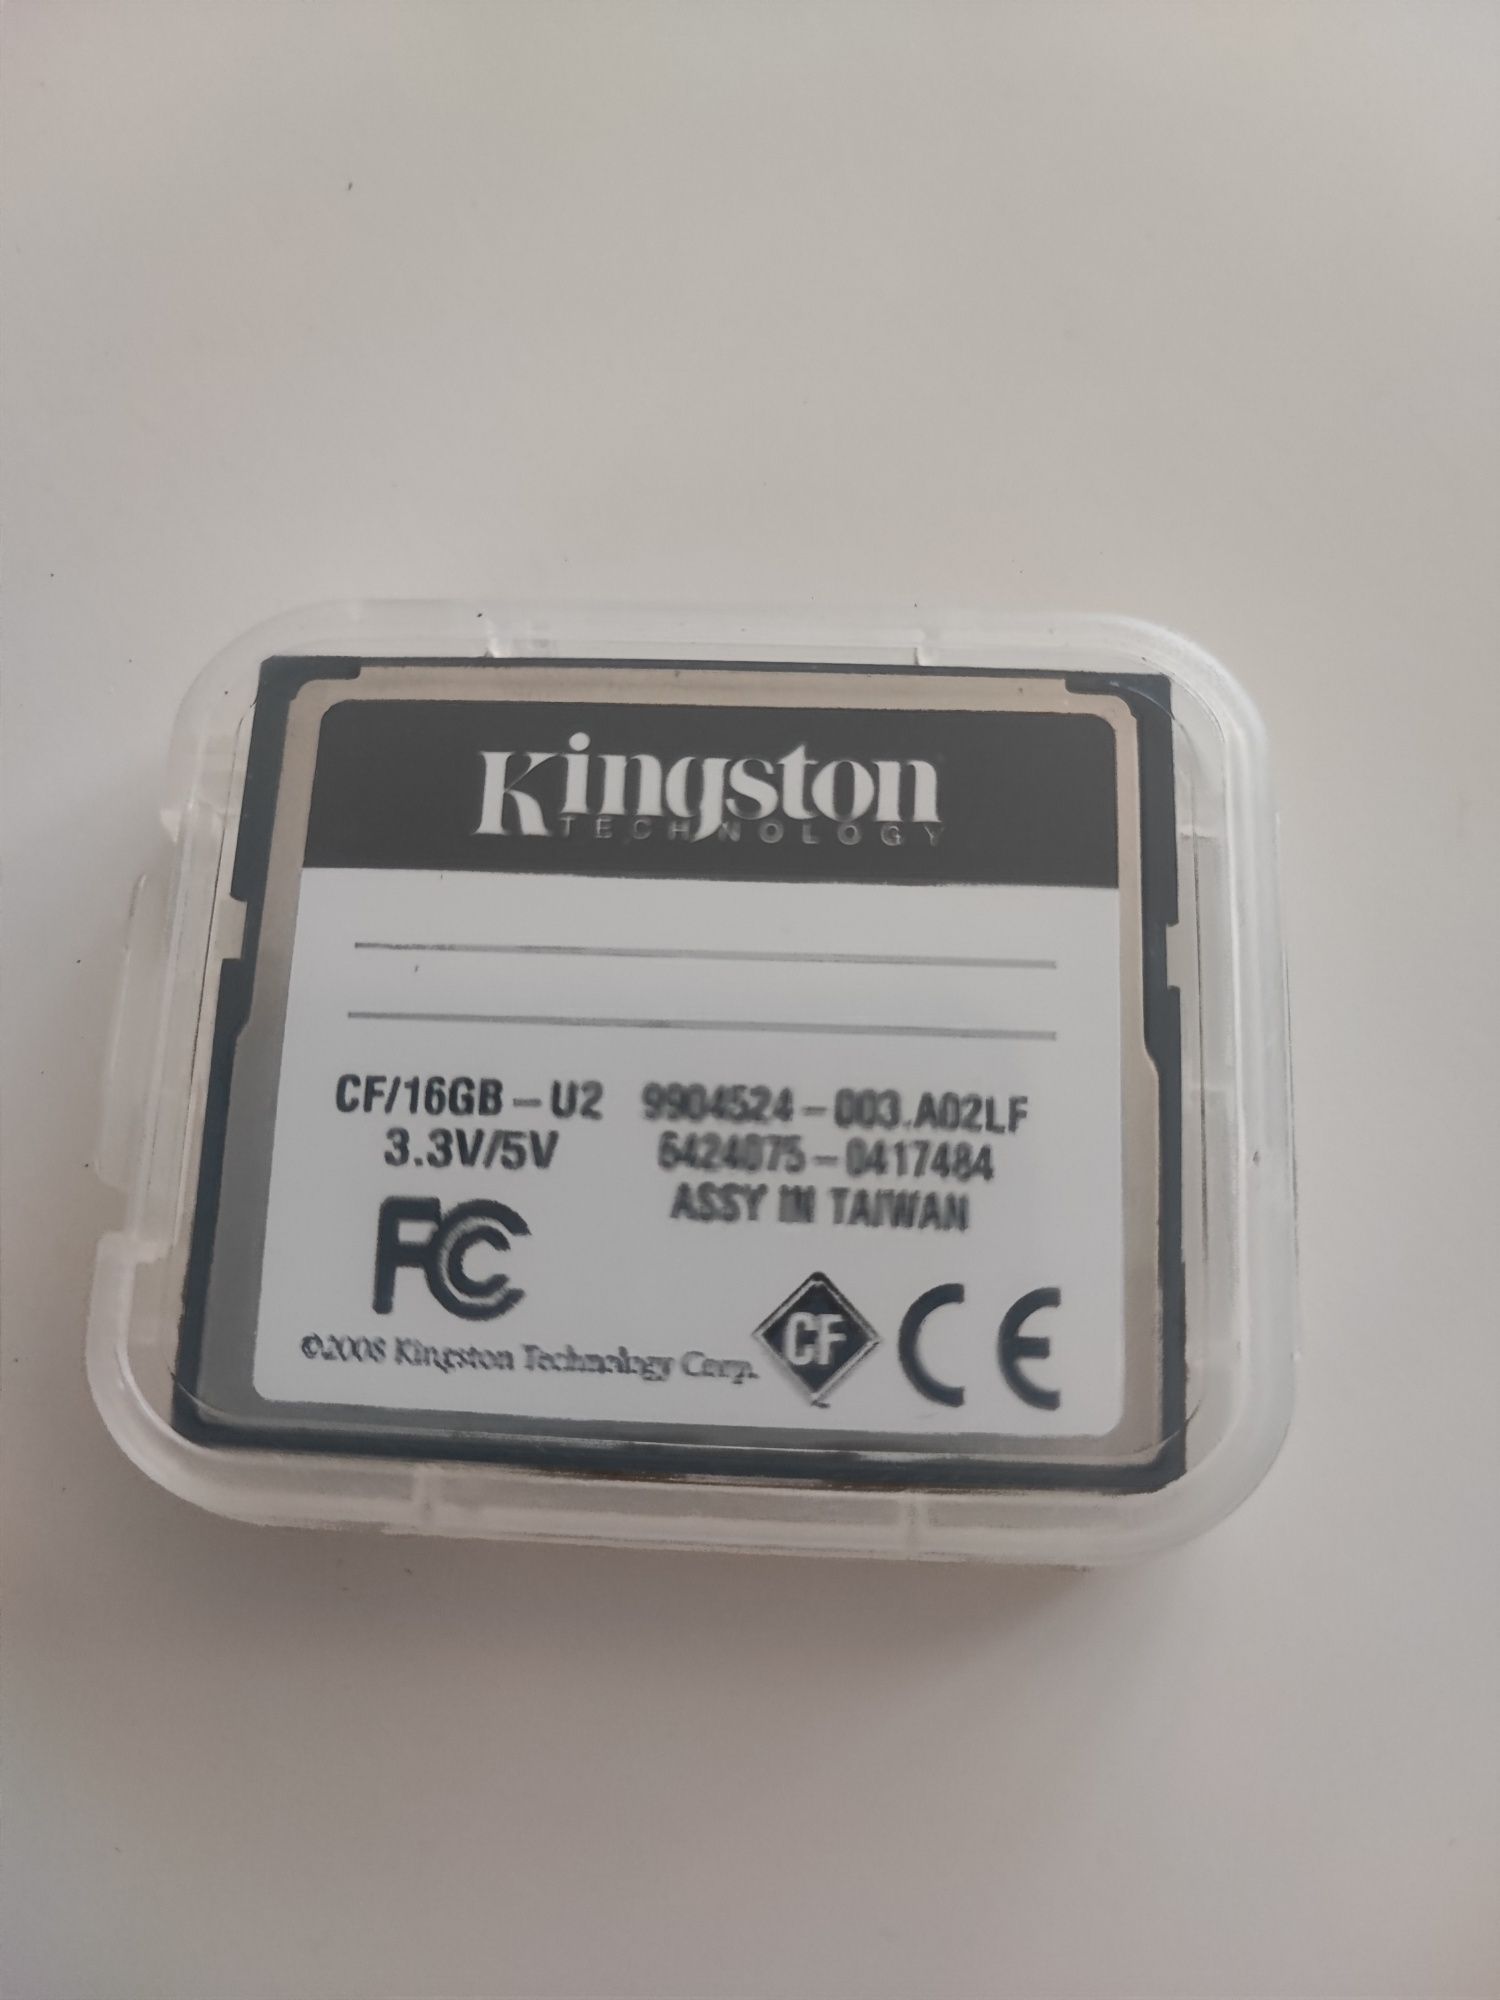 Kingston
TECHNOLOGY
CF/16GB-U2 9904524-003.A02LF
3.3V/5V 6424075-0417484
ASSY IN TAIWAN
FC
©2008 Kingston Technology Corp. CF CE